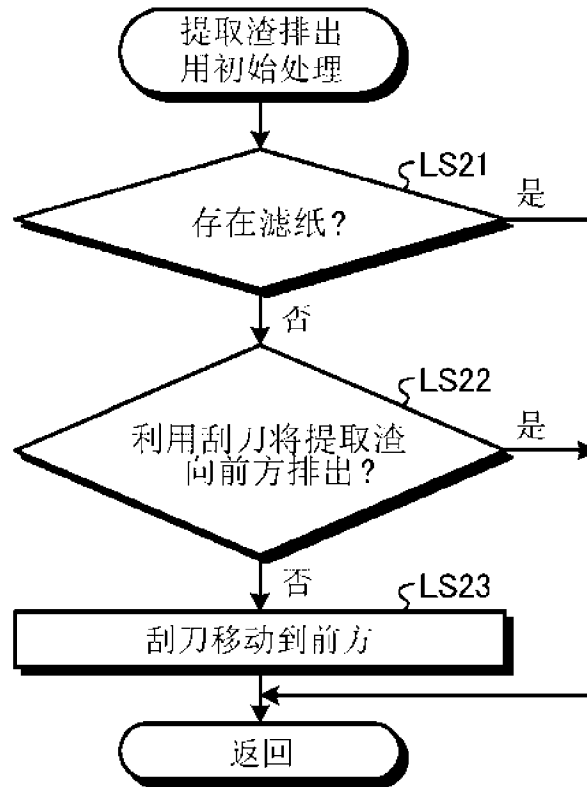 提取渣排出
用初始处理
LS21
存在滤纸?
是
否
LS22
利用刮刀将提取渣
向前方排出?
是
否
LS23
刮刀移动到前方
返回